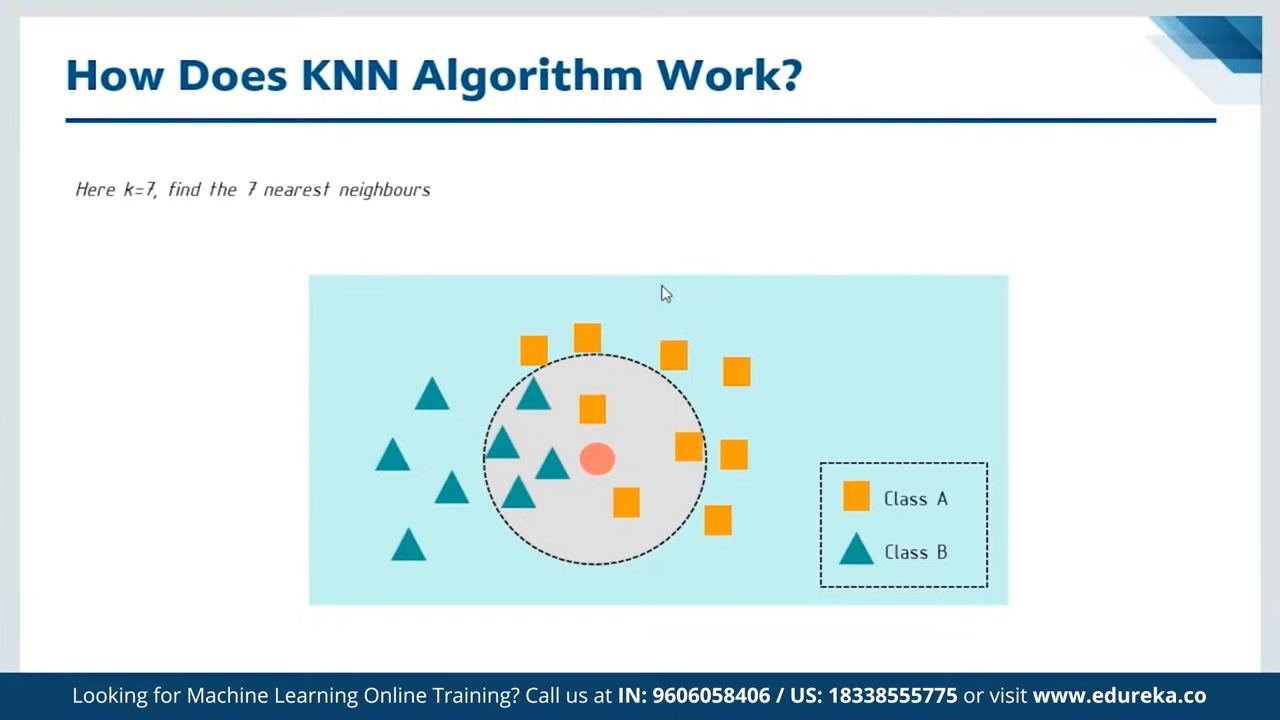 How Does KNN Algorithm Work?
Here k=7, find the 7 nearest neighbours
Class A
Class B
Looking for Machine Learning Online Training? Call us at IN: 9606058406 / US: 18338555775 or visit www.edureka.co